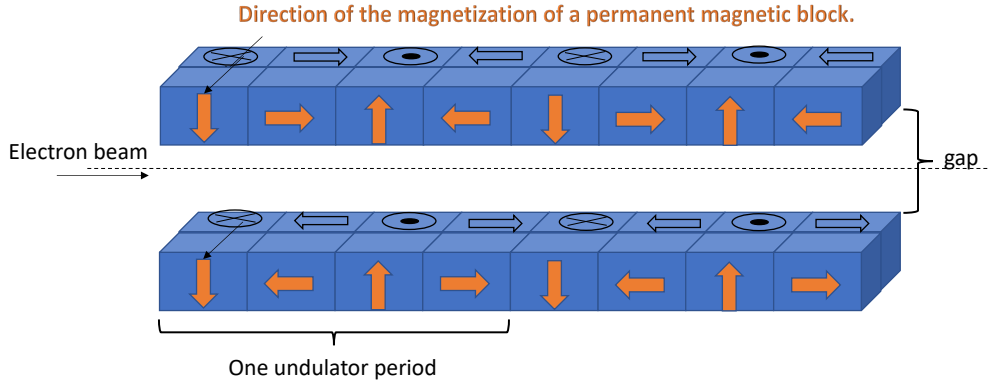 Direction of the magnetization of a permanent magnetic block.
Electron beam
gap
One undulator period